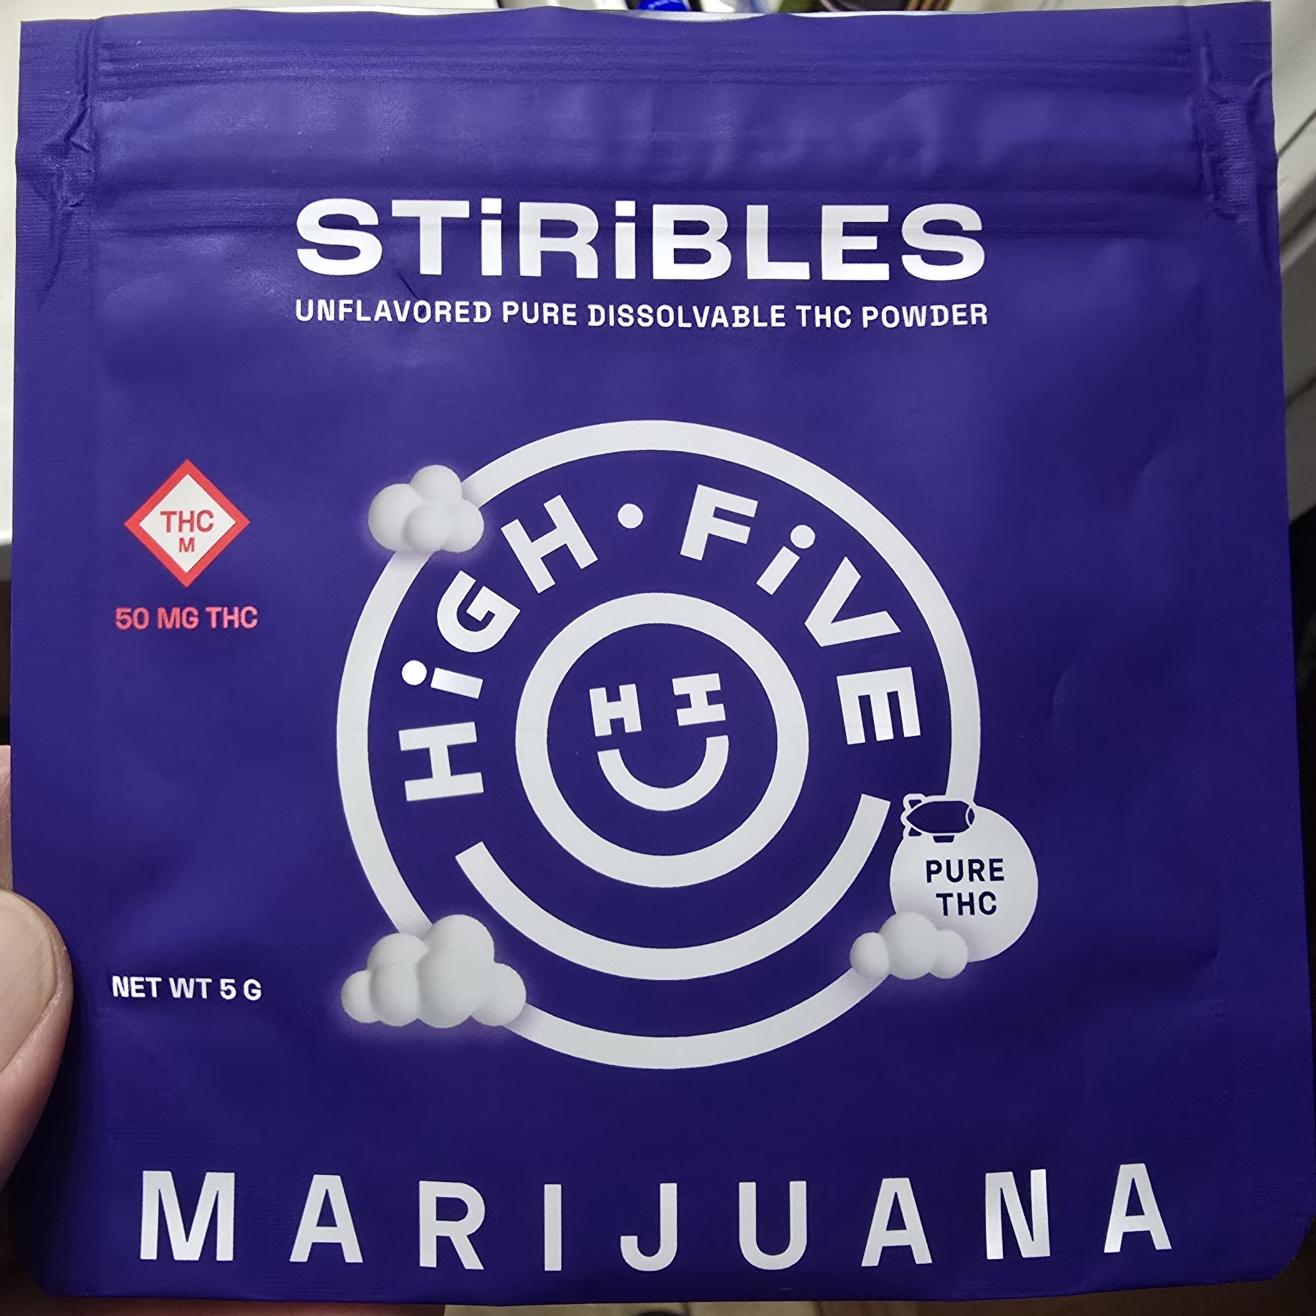 STiRiBLES
UNFLAVORED PURE DISSOLVABLE THC POWDER
HiGH · FiVE
THC
M
50 MG THC
H H
PURE
THC
NET WT 5 G
MARIJUANA